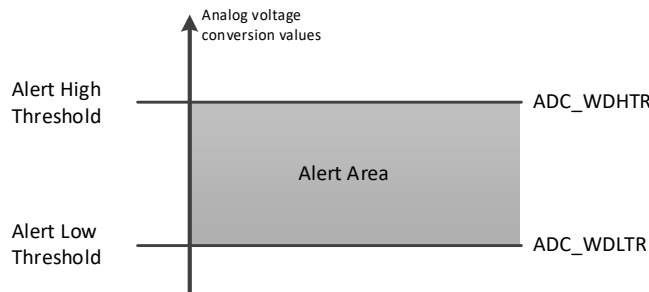 Analog voltage
conversion values
Alert High
Threshold
ADC_WDHTR
Alert Area
Alert Low
Threshold
ADC_WDLTR